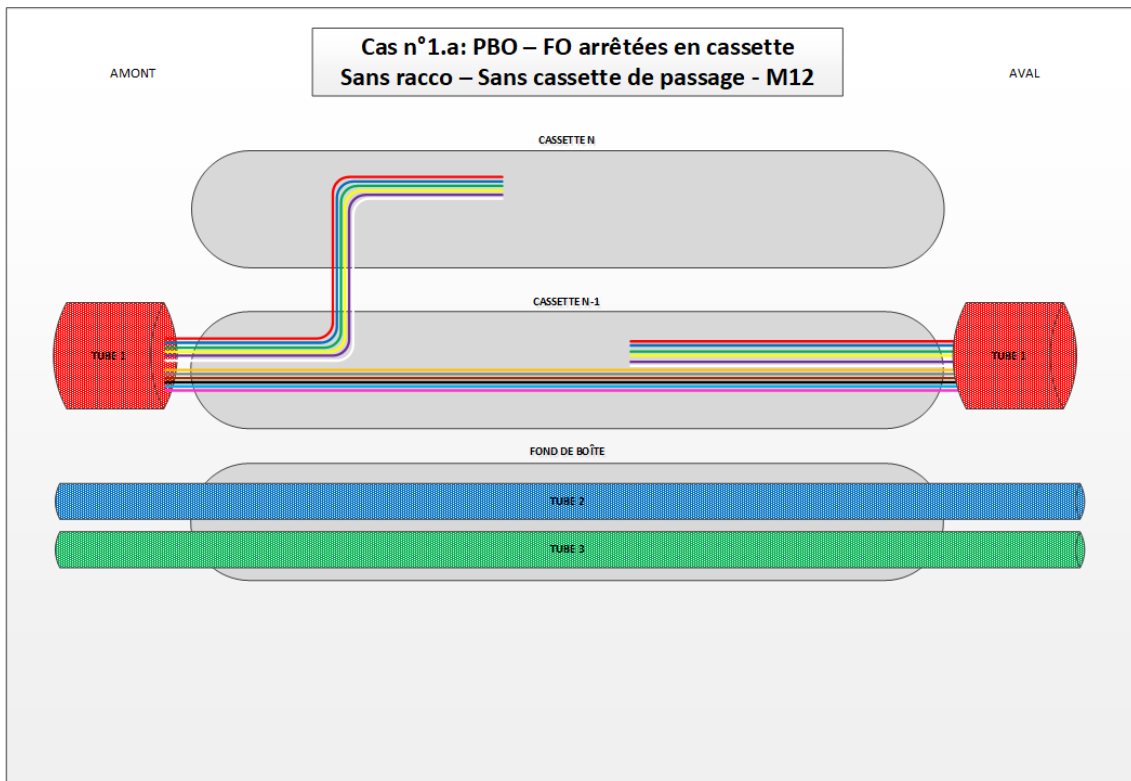 Cas n°1.a: PBO – FO arrêtées en cassette
Sans racco – Sans cassette de passage - M12
AMONT
AVAL
CASSETTE N
CASSETTE N-1
TUBE 1
TUBE 1
FOND DE BOÎTE
TUBE 2
TUBE 3